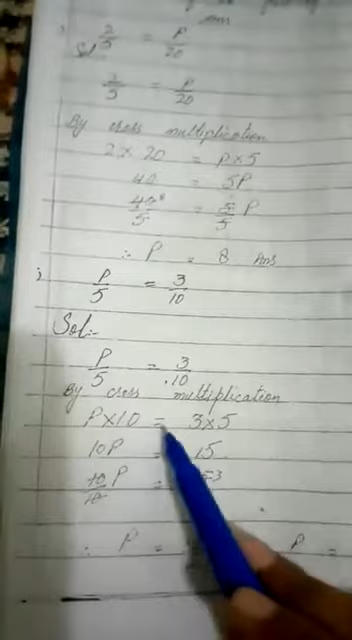 Ans
Sol 2/5 = P/20
2/5 = P/20
By cross multiplication
2 × 20 = P × 5
40 = 5P
40/5 = 5/5 P
∴ P = 8 Ans
P/5 = 3/10
Sol:-
P/5 = 3/10
By cross multiplication
P × 10 = 3 × 5
10P = 15
10/10 P =
∴ P = P =